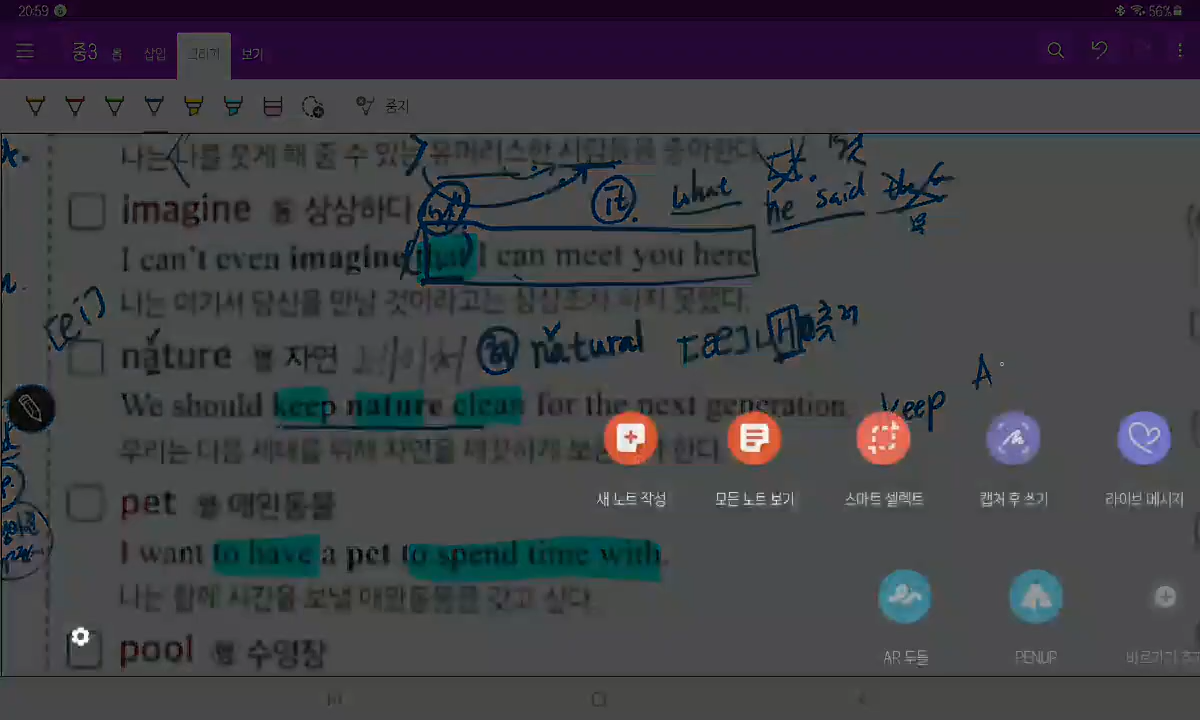 20:59 56%
중3 홈 삽입 그리기 보기
중지
나는 나를 웃게 해 줄 수 있는 유머러스한 사람들을 좋아한다.
imagine 동 상상하다 it. what he said
I can't even imagine that I can meet you here
나는 여기서 당신을 만날 것이라고는 상상조차 하지 못했다.
[ei]
nature 명 자연 natural
We should keep nature clean for the next generation. keep A
우리는 다음 세대를 위해 자연을 깨끗하게 보존 한다.
새 노트 작성 모든 노트 보기 스마트 셀렉트 캡처 후 쓰기 라이브 메시지
pet 명 애완동물
I want to have a pet to spend time with.
나는 함께 시간을 보낼 애완동물을 갖고 싶다.
AR 두들 PENUP 바로가기
pool 명 수영장